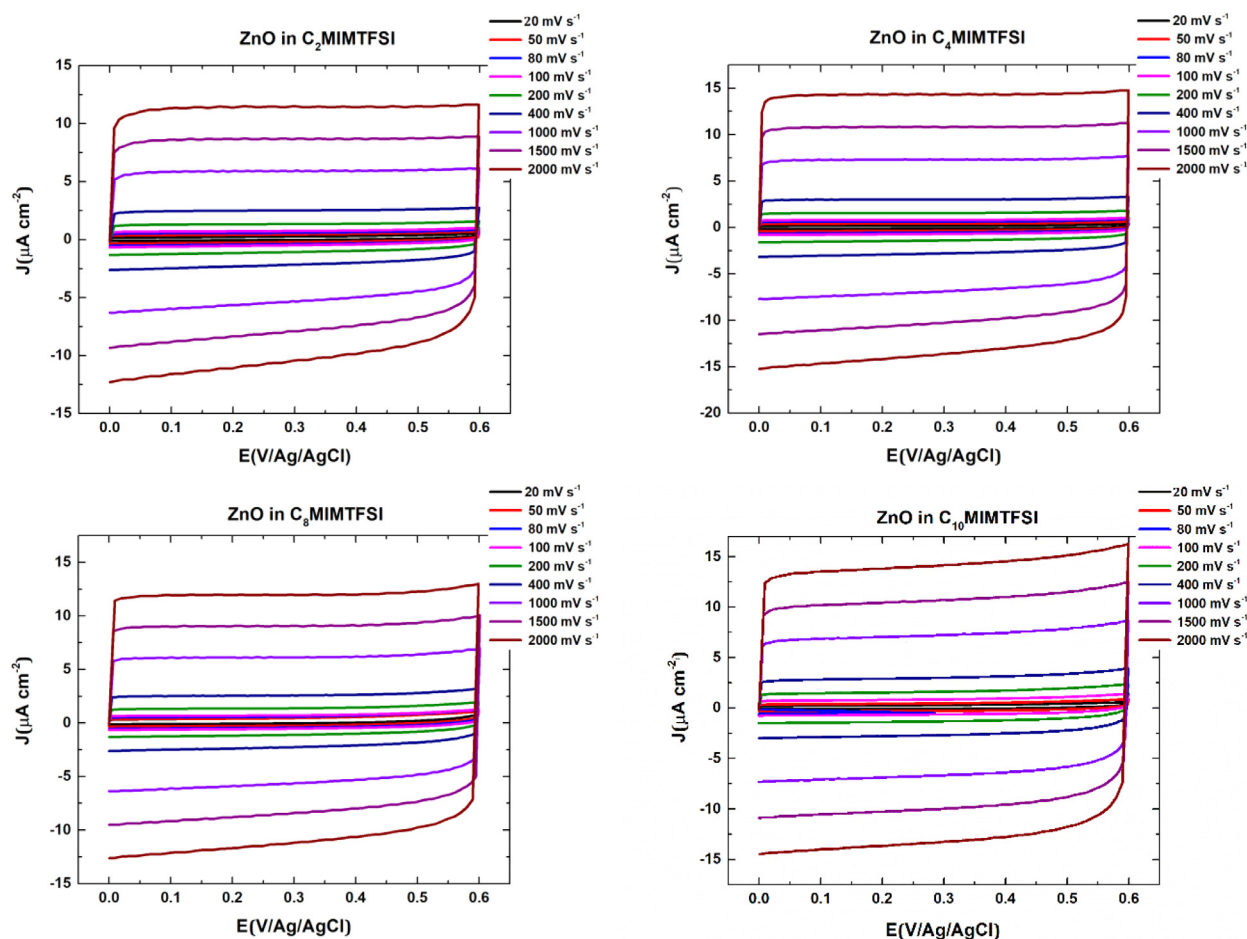 ZnO in C₂MIMTFSI
20 mV s⁻¹
50 mV s⁻¹
80 mV s⁻¹
100 mV s⁻¹
200 mV s⁻¹
400 mV s⁻¹
1000 mV s⁻¹
1500 mV s⁻¹
2000 mV s⁻¹
15
10
5
0
-5
-10
-15
J(µA cm⁻²)
0.0 0.1 0.2 0.3 0.4 0.5 0.6
E(V/Ag/AgCl)
ZnO in C₄MIMTFSI
20 mV s⁻¹
50 mV s⁻¹
80 mV s⁻¹
100 mV s⁻¹
200 mV s⁻¹
400 mV s⁻¹
1000 mV s⁻¹
1500 mV s⁻¹
2000 mV s⁻¹
15
10
5
0
-5
-10
-15
-20
J(µA cm⁻²)
0.0 0.1 0.2 0.3 0.4 0.5 0.6
E(V/Ag/AgCl)
ZnO in C₈MIMTFSI
20 mV s⁻¹
50 mV s⁻¹
80 mV s⁻¹
100 mV s⁻¹
200 mV s⁻¹
400 mV s⁻¹
1000 mV s⁻¹
1500 mV s⁻¹
2000 mV s⁻¹
15
10
5
0
-5
-10
-15
J(µA cm⁻²)
0.0 0.1 0.2 0.3 0.4 0.5 0.6
E(V/Ag/AgCl)
ZnO in C₁₀MIMTFSI
20 mV s⁻¹
50 mV s⁻¹
80 mV s⁻¹
100 mV s⁻¹
200 mV s⁻¹
400 mV s⁻¹
1000 mV s⁻¹
1500 mV s⁻¹
2000 mV s⁻¹
15
10
5
0
-5
-10
-15
J(µA cm⁻²)
0.0 0.1 0.2 0.3 0.4 0.5 0.6
E(V/Ag/AgCl)